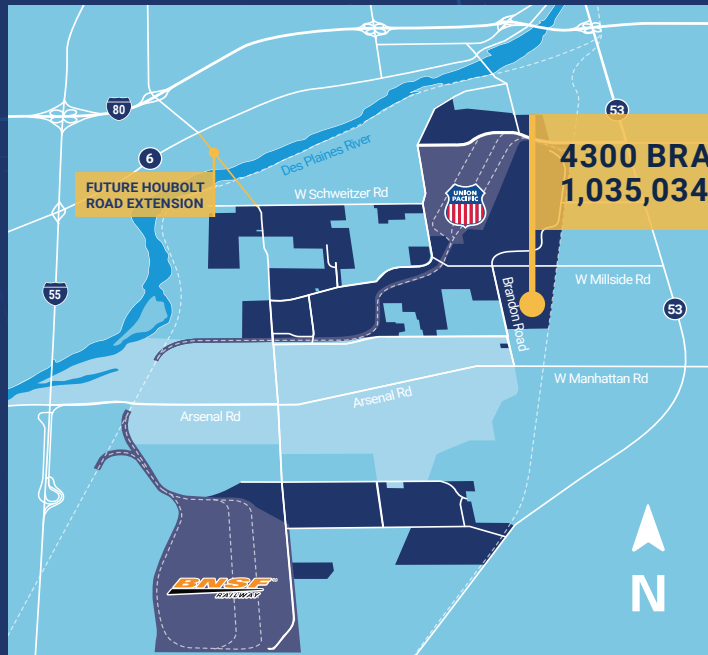 80
53
6
Des Plaines River
4300 BRA
1,035,034
FUTURE HOUBOLT
ROAD EXTENSION
W Schweitzer Rd
UNION
PACIFIC
55
Brandon Road
W Millside Rd
53
W Manhattan Rd
Arsenal Rd
Arsenal Rd
BNSF
RAILWAY
N